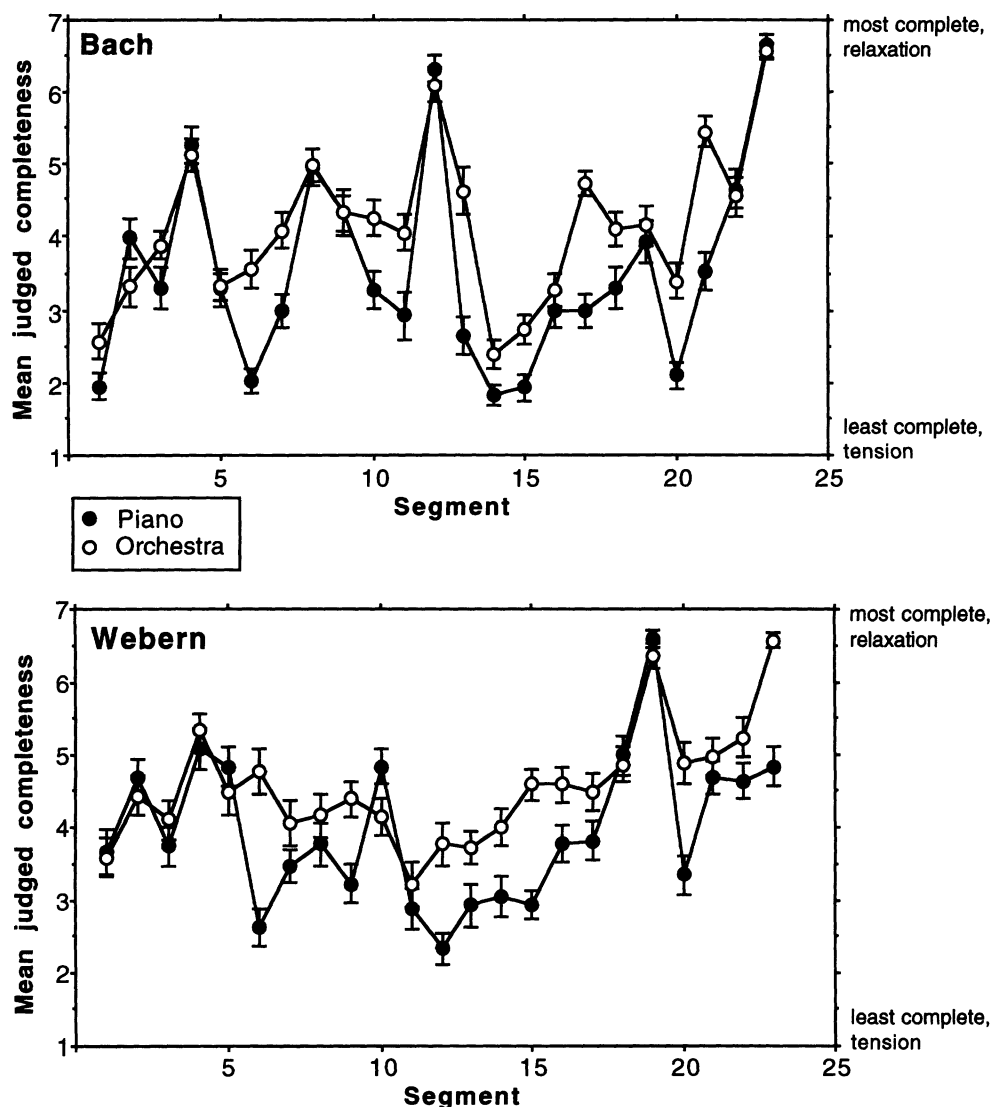 Bach
Mean judged completeness
7
6
5
4
3
2
1
most complete,
relaxation
least complete,
tension
5
10
15
20
25
Segment
Piano
Orchestra
Webern
Mean judged completeness
7
6
5
4
3
2
1
most complete,
relaxation
least complete,
tension
5
10
15
20
25
Segment